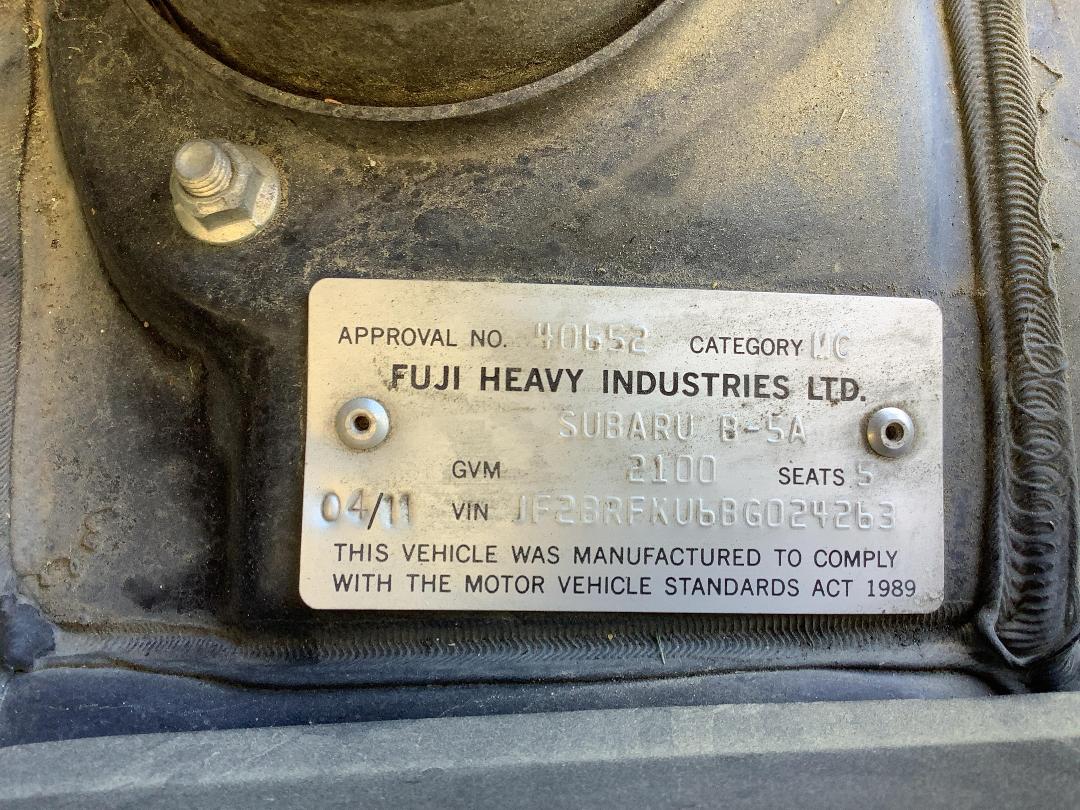 APPROVAL NO. 40652 CATEGORY MC
FUJI HEAVY INDUSTRIES LTD.
SUBARU B-5A
GVM 2100 SEATS 5
04/11 VIN JF2BRFKU6BG024263
THIS VEHICLE WAS MANUFACTURED TO COMPLY
WITH THE MOTOR VEHICLE STANDARDS ACT 1989